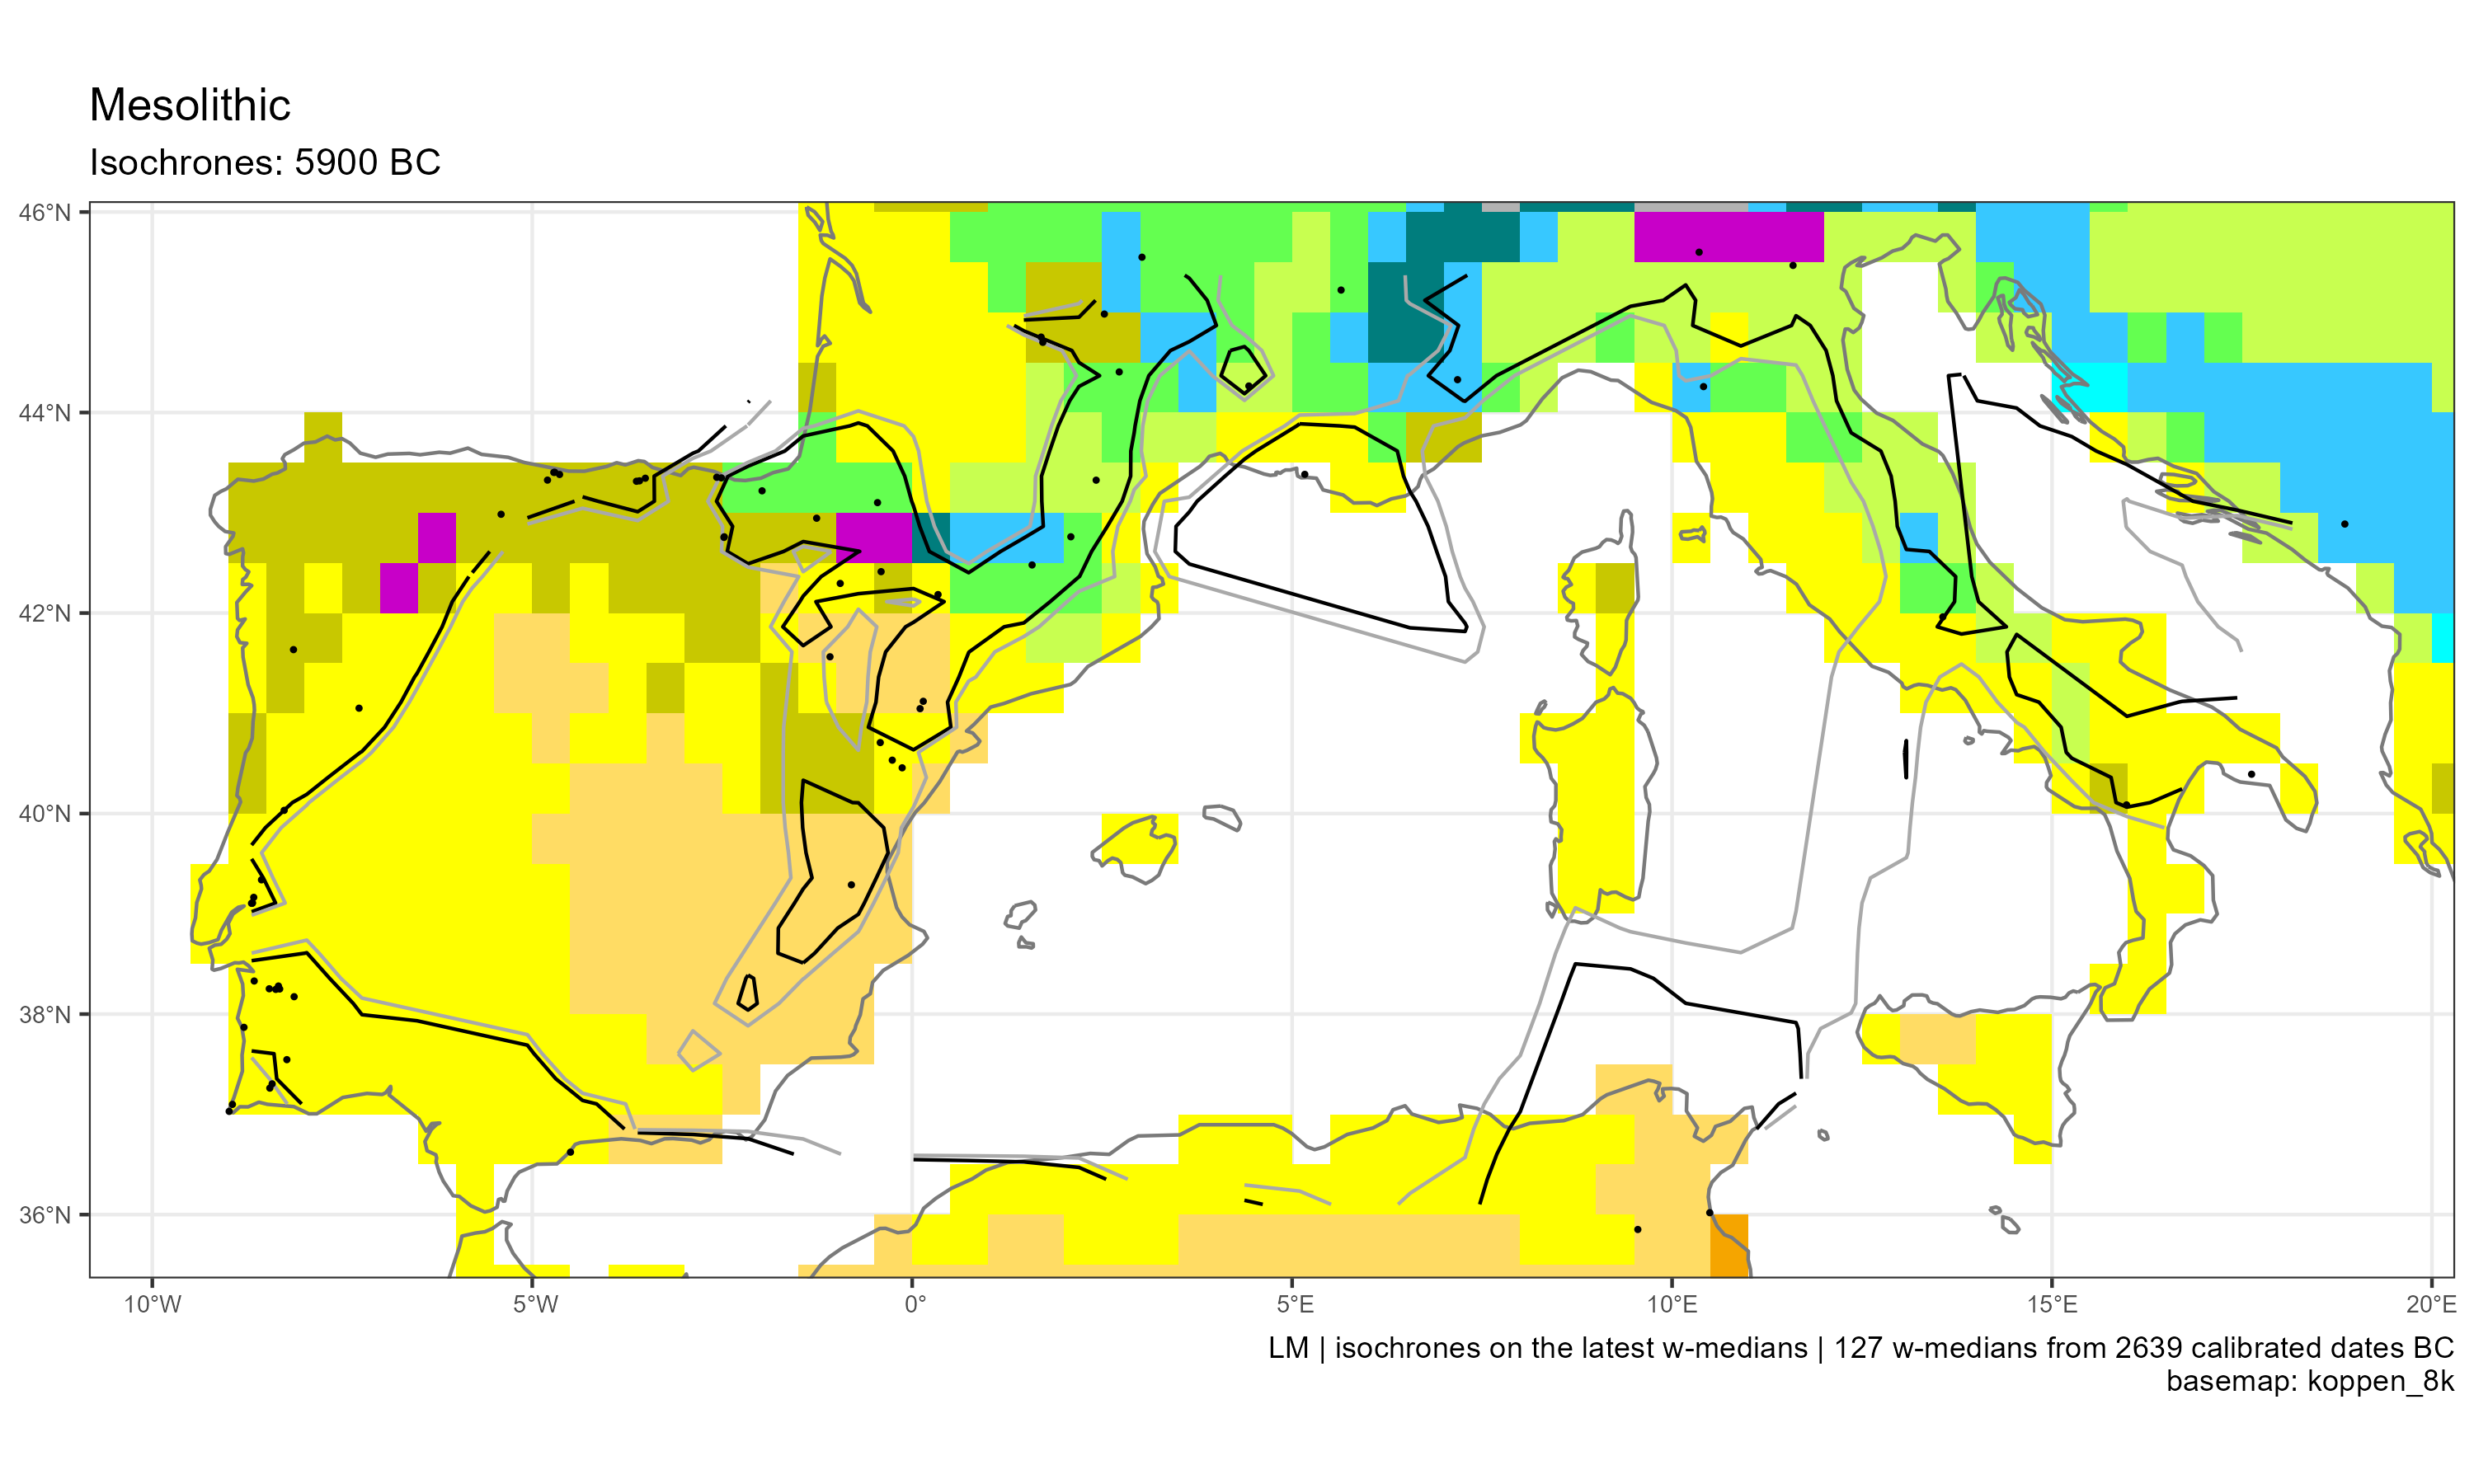 Mesolithic
Isochrones: 5900 BC
46°N
44°N
42°N
40°N
38°N
36°N
10°W
5°W
0°
5°E
10°E
15°E
20°E
LM | isochrones on the latest w-medians | 127 w-medians from 2639 calibrated dates BC
basemap: koppen_8k